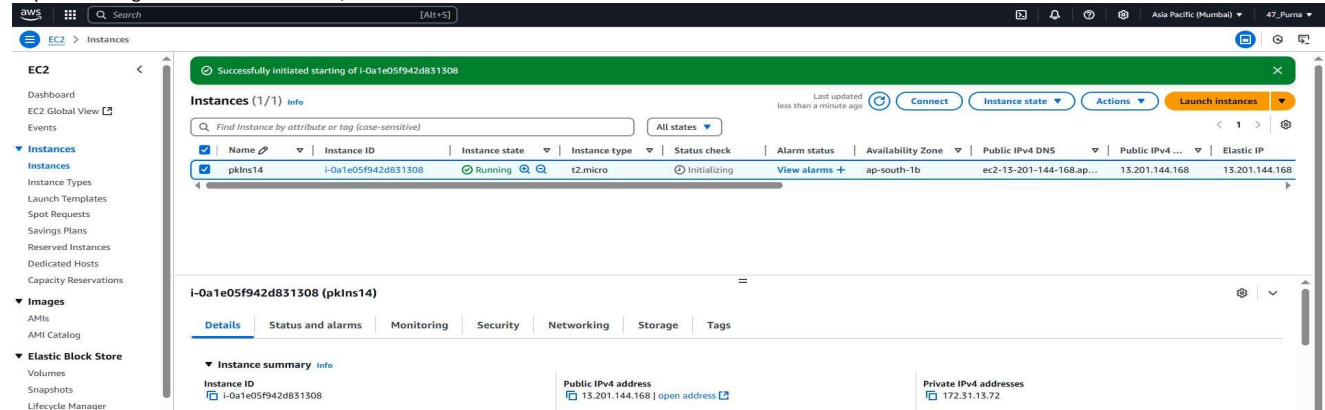 aws
Search
[Alt+S]
Asia Pacific (Mumbai)
47_Purna
EC2 > Instances
EC2
Dashboard
EC2 Global View
Events
Instances
Instances
Instance Types
Launch Templates
Spot Requests
Savings Plans
Reserved Instances
Dedicated Hosts
Capacity Reservations
Images
AMIs
AMI Catalog
Elastic Block Store
Volumes
Snapshots
Lifecycle Manager
Successfully initiated starting of i-0a1e05f942d831308
Instances (1/1) Info
Last updated
less than a minute ago
Connect
Instance state
Actions
Launch instances
Find Instance by attribute or tag (case-sensitive)
All states
1
Name Instance ID Instance state Instance type Status check Alarm status Availability Zone Public IPv4 DNS Public IPv4 ... Elastic IP
pkIns14 i-0a1e05f942d831308 Running t2.micro Initializing View alarms + ap-south-1b ec2-13-201-144-168.ap... 13.201.144.168 13.201.144.168
i-0a1e05f942d831308 (pkIns14)
Details Status and alarms Monitoring Security Networking Storage Tags
Instance summary Info
Instance ID Public IPv4 address Private IPv4 addresses
i-0a1e05f942d831308 13.201.144.168 | open address 172.31.13.72